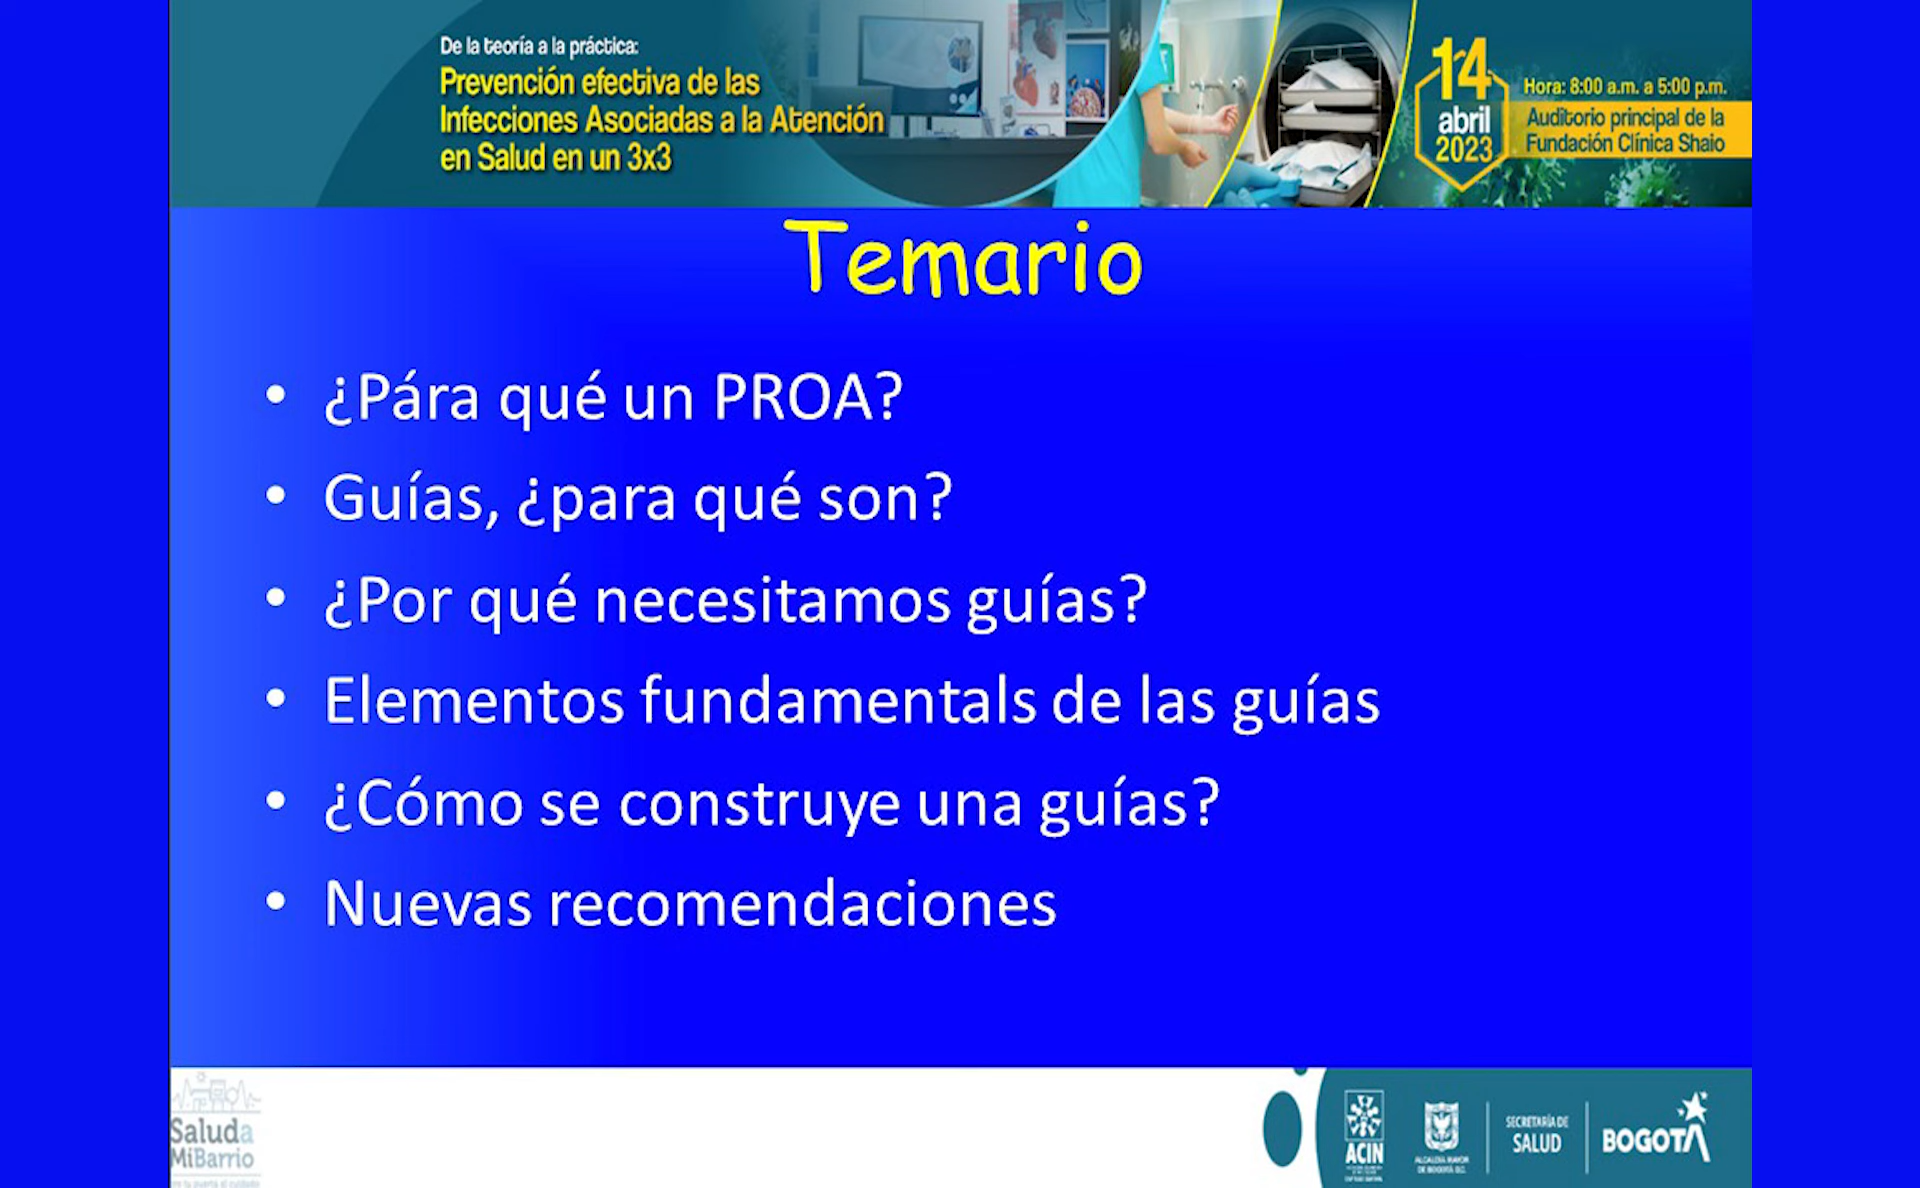 De la teoría a la práctica:
Prevención efectiva de las
Infecciones Asociadas a la Atención
en Salud en un 3x3
14
abril
2023
Hora: 8:00 a.m. a 5:00 p.m.
Auditorio principal de la
Fundación Clínica Shaio
Temario
• ¿Pára qué un PROA?
• Guías, ¿para qué son?
• ¿Por qué necesitamos guías?
• Elementos fundamentals de las guías
• ¿Cómo se construye una guías?
• Nuevas recomendaciones
Saluda
MiBarrio
ACIN
ALCALDÍA MAYOR
DE BOGOTÁ D.C.
SECRETARÍA DE
SALUD
BOGOTÁ